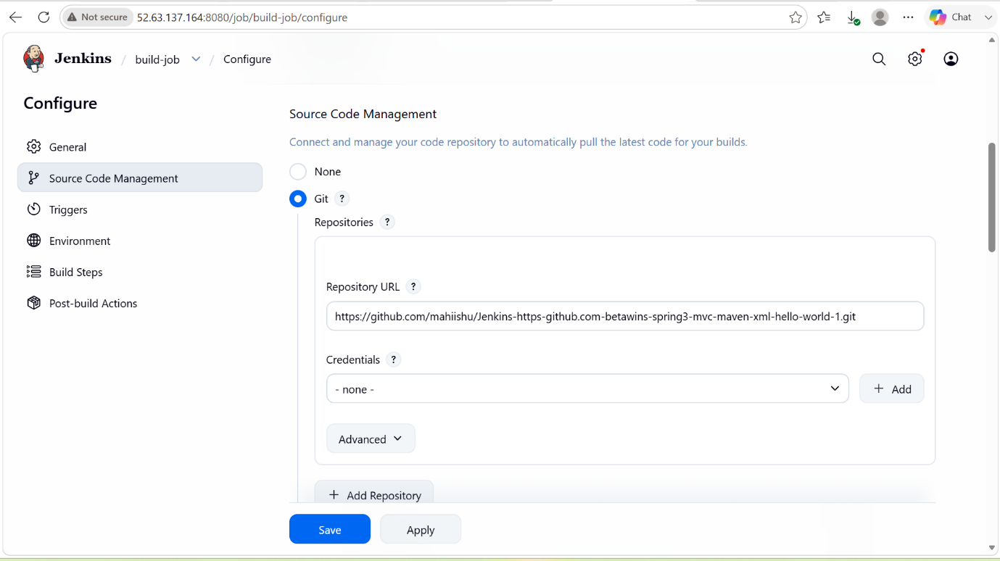 Not secure 52.63.137.164:8080/job/build-job/configure
Chat
Jenkins / build-job / Configure
Configure
General
Source Code Management
Triggers
Environment
Build Steps
Post-build Actions
Source Code Management
Connect and manage your code repository to automatically pull the latest code for your builds.
None
Git ?
Repositories ?
Repository URL ?
https://github.com/mahiishu/Jenkins-https-github.com-betawins-spring3-mvc-maven-xml-hello-world-1.git
Credentials ?
- none -
+ Add
Advanced
+ Add Repository
Save
Apply